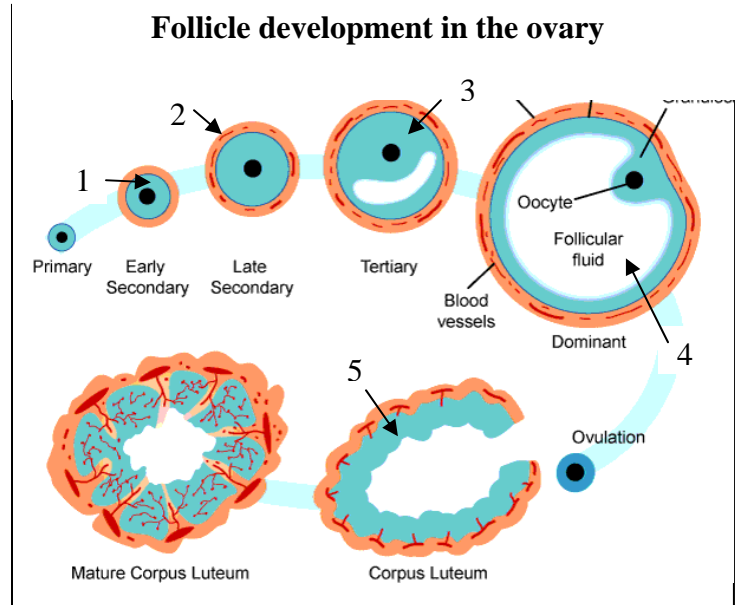 Follicle development in the ovary
3
2
1
Oocyte
Follicular
fluid
Primary
Early
Secondary
Late
Secondary
Tertiary
Blood
vessels
Dominant
4
5
Ovulation
Mature Corpus Luteum
Corpus Luteum